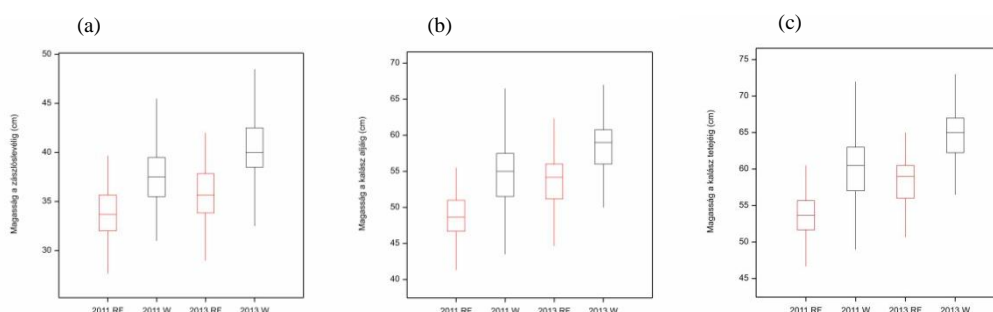 (a)
(b)
(c)
Magasság a zászlóslevélig (cm)
50
45
40
35
30
2011 RF 2011 W 2013 RF 2013 W
Magasság a kalász aljáig (cm)
70
65
60
55
50
45
40
2011 RF 2011 W 2013 RF 2013 W
Magasság a kalász tetejéig (cm)
75
70
65
60
55
50
45
2011 RF 2011 W 2013 RF 2013 W